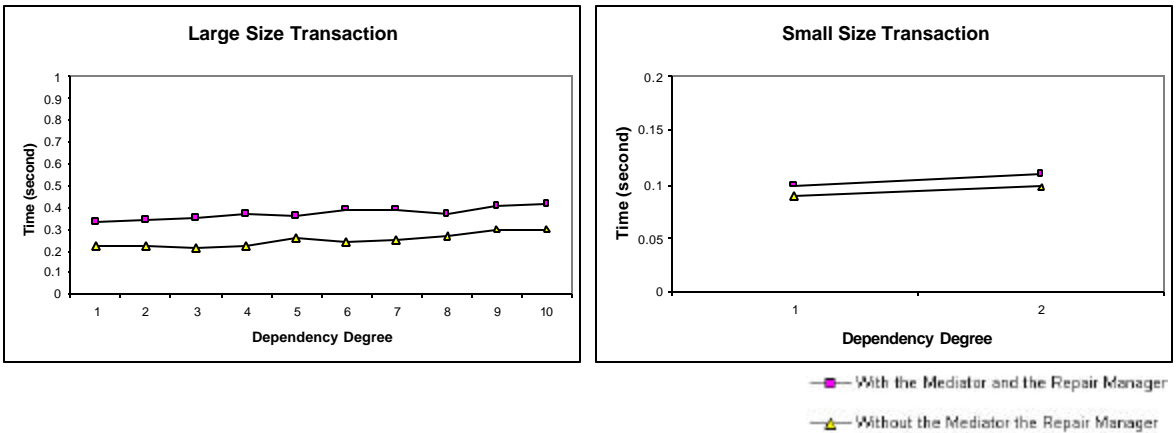 Large Size Transaction
1
0.9
0.8
0.7
0.6
0.5
0.4
0.3
0.2
0.1
0
Time (second)
1 2 3 4 5 6 7 8 9 10
Dependency Degree
Small Size Transaction
0.2
0.15
0.1
0.05
0
Time (second)
1 2
Dependency Degree
With the Mediator and the Repair Manager
Without the Mediator the Repair Manager